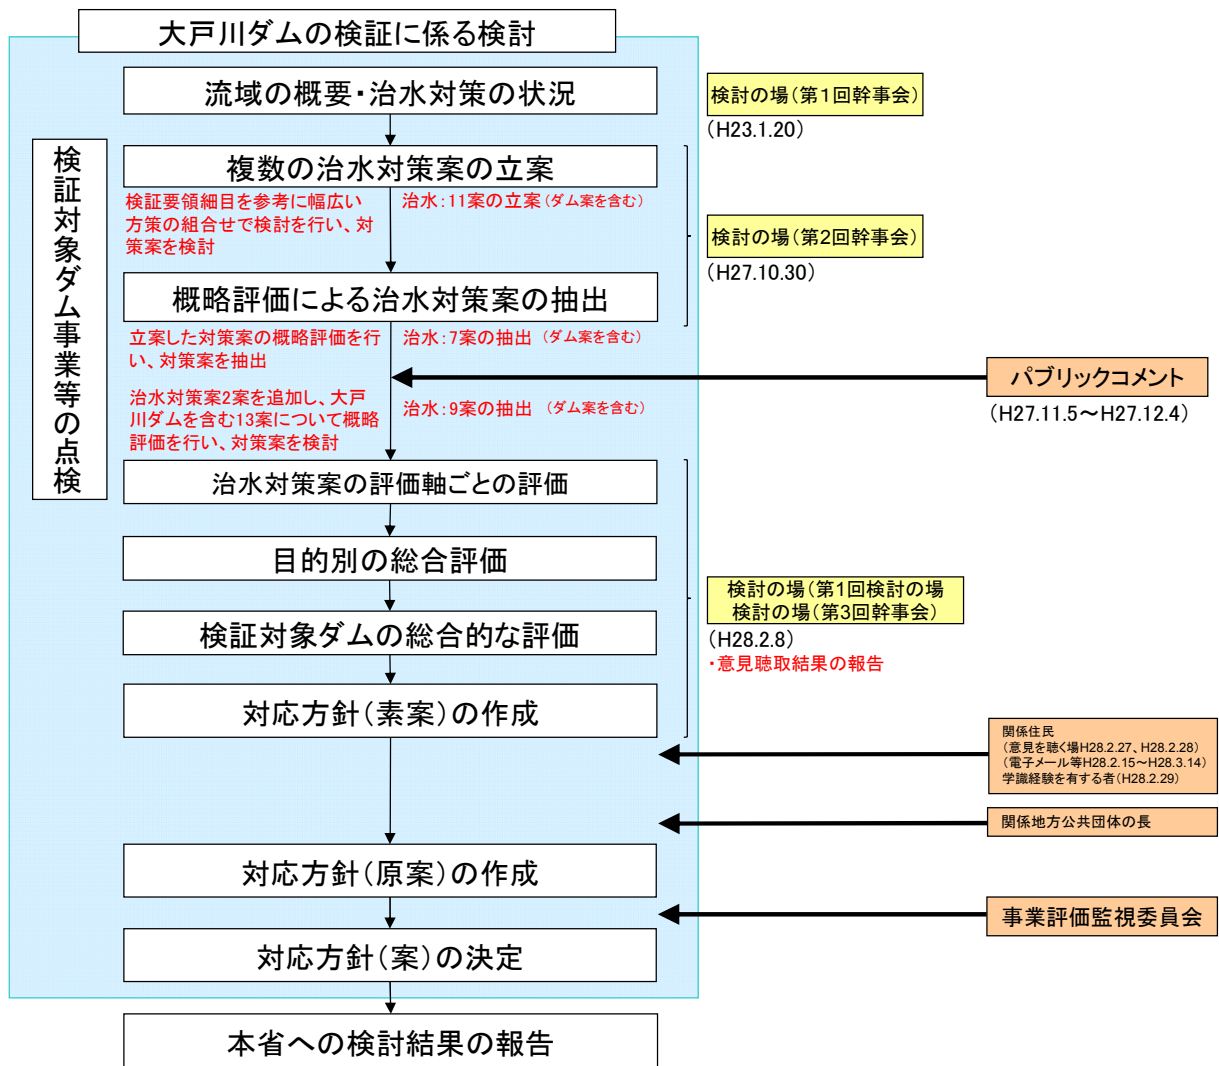 大戸川ダムの検証に係る検討
流域の概要・治水対策の状況
検討の場(第1回幹事会)
(H23.1.20)
検証対象ダム事業等の点検
複数の治水対策案の立案
検証要領細目を参考に幅広い
方策の組合せで検討を行い、対
策案を検討
治水:11案の立案(ダム案を含む)
検討の場(第2回幹事会)
(H27.10.30)
概略評価による治水対策案の抽出
立案した対策案の概略評価を行
い、対策案を抽出
治水:7案の抽出 (ダム案を含む)
パブリックコメント
(H27.11.5~H27.12.4)
治水対策案2案を追加し、大戸
川ダムを含む13案について概略
評価を行い、対策案を検討
治水:9案の抽出 (ダム案を含む)
治水対策案の評価軸ごとの評価
目的別の総合評価
検討の場(第1回検討の場
検討の場(第3回幹事会)
(H28.2.8)
・意見聴取結果の報告
検証対象ダムの総合的な評価
対応方針(素案)の作成
関係住民
(意見を聴く場H28.2.27、H28.2.28)
(電子メール等H28.2.15~H28.3.14)
学識経験を有する者(H28.2.29)
関係地方公共団体の長
対応方針(原案)の作成
事業評価監視委員会
対応方針(案)の決定
本省への検討結果の報告